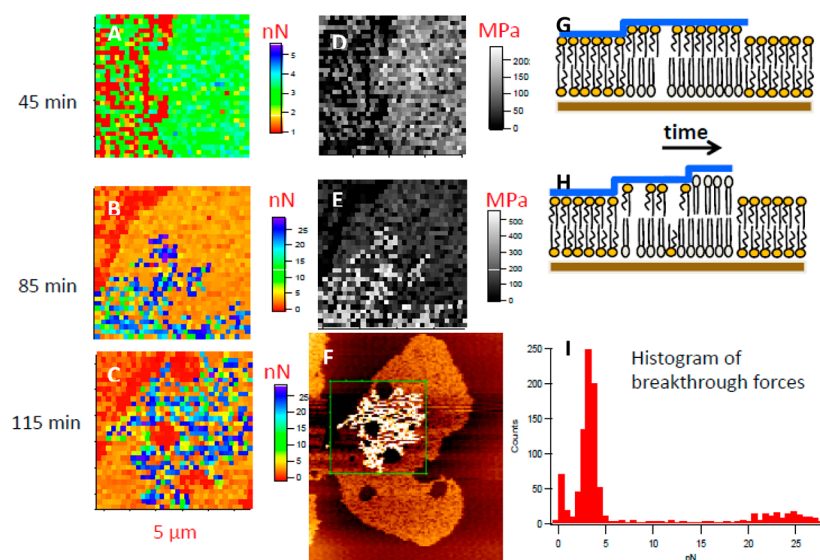 A
nN
5
4
3
2
1
45 min
D
MPa
200
150
100
50
0
G
time
H
B
nN
25
20
15
10
5
0
85 min
E
MPa
500
400
300
200
100
0
C
nN
25
20
15
10
5
0
115 min
5 µm
F
I
Histogram of
breakthrough forces
250
200
150
100
50
0
Counts
0
5
10
15
20
25
nN